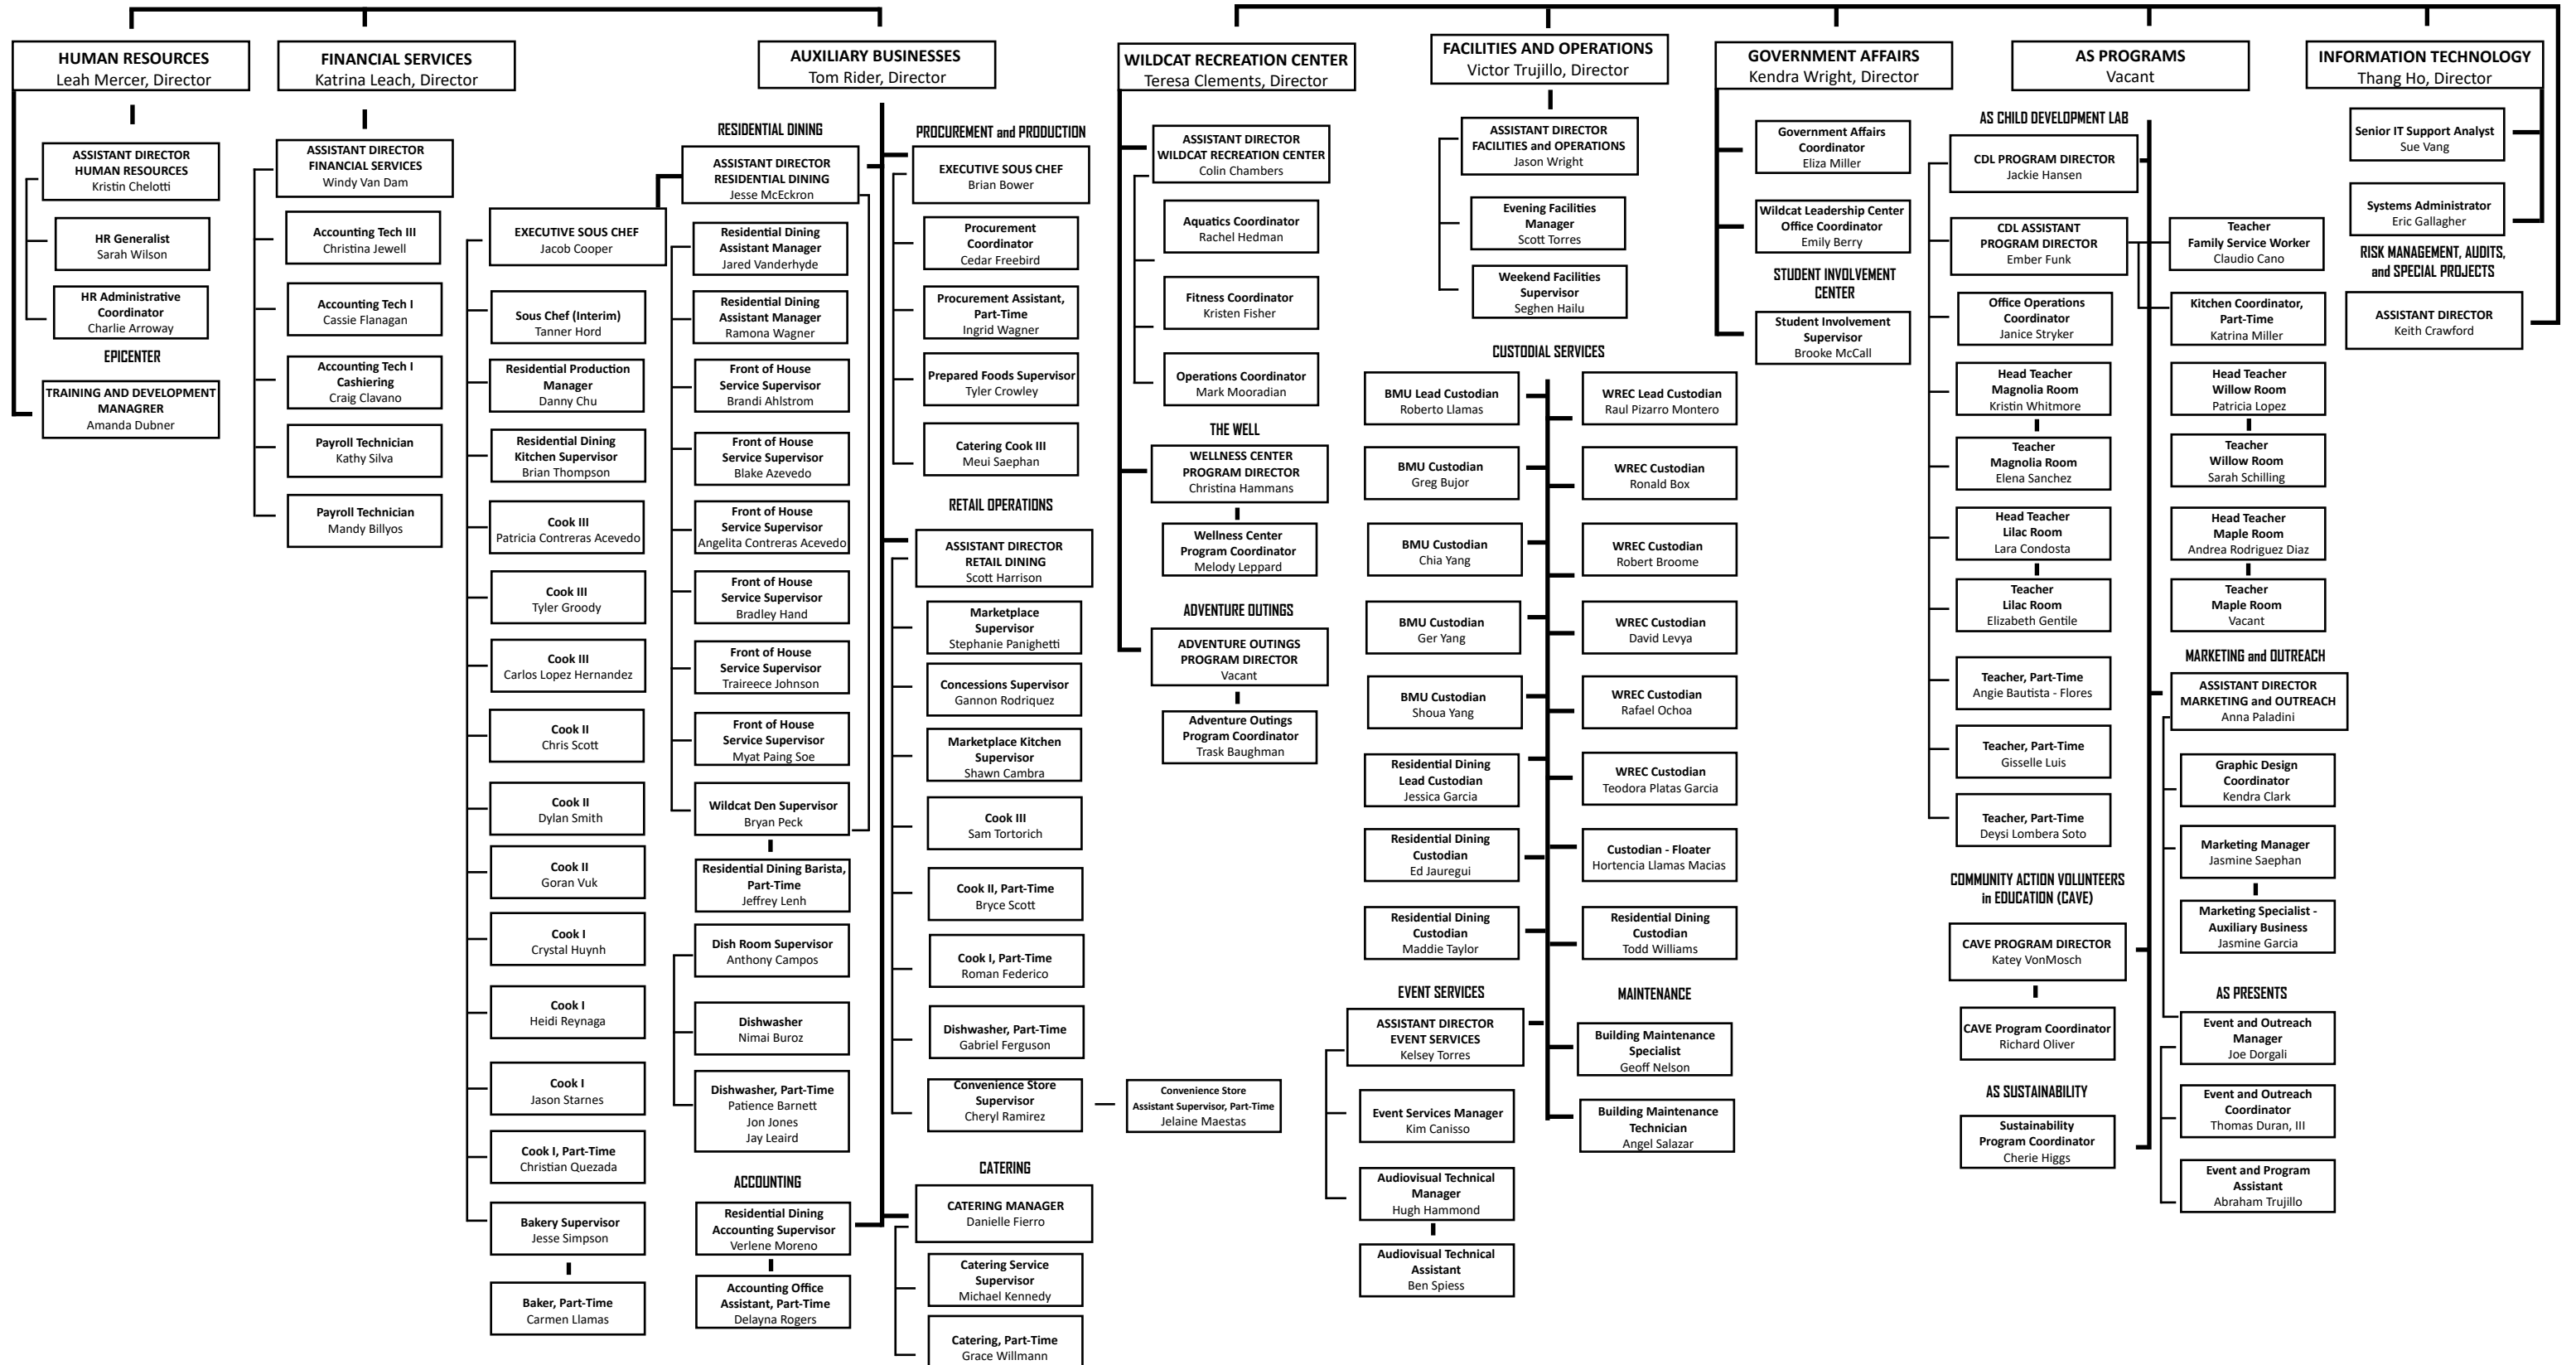 HUMAN RESOURCES
Leah Mercer, Director
ASSISTANT DIRECTOR
HUMAN RESOURCES
Kristin Chelotti
HR Generalist
Sarah Wilson
HR Administrative
Coordinator
Charlie Arroway
EPICENTER
TRAINING AND DEVELOPMENT
MANAGRER
Amanda Dubner
FINANCIAL SERVICES
Katrina Leach, Director
ASSISTANT DIRECTOR
FINANCIAL SERVICES
Windy Van Dam
Accounting Tech III
Christina Jewell
Accounting Tech I
Cassie Flanagan
Accounting Tech I
Cashiering
Craig Clavano
Payroll Technician
Kathy Silva
Payroll Technician
Mandy Billyos
AUXILIARY BUSINESSES
Tom Rider, Director
RESIDENTIAL DINING
ASSISTANT DIRECTOR
RESIDENTIAL DINING
Jesse McEckron
EXECUTIVE SOUS CHEF
Jacob Cooper
Sous Chef (Interim)
Tanner Hord
Residential Production
Manager
Danny Chu
Residential Dining
Kitchen Supervisor
Brian Thompson
Cook III
Patricia Contreras Acevedo
Cook III
Tyler Groody
Cook III
Carlos Lopez Hernandez
Cook II
Chris Scott
Cook II
Dylan Smith
Cook II
Goran Vuk
Cook I
Crystal Huynh
Cook I
Heidi Reynaga
Cook I
Jason Starnes
Cook I, Part-Time
Christian Quezada
Bakery Supervisor
Jesse Simpson
Baker, Part-Time
Carmen Llamas
Residential Dining
Assistant Manager
Jared Vanderhyde
Residential Dining
Assistant Manager
Ramona Wagner
Front of House
Service Supervisor
Brandi Ahlstrom
Front of House
Service Supervisor
Blake Azevedo
Front of House
Service Supervisor
Angelita Contreras Acevedo
Front of House
Service Supervisor
Bradley Hand
Front of House
Service Supervisor
Traireece Johnson
Front of House
Service Supervisor
Myat Paing Soe
Wildcat Den Supervisor
Bryan Peck
Residential Dining Barista,
Part-Time
Jeffrey Lenh
Dish Room Supervisor
Anthony Campos
Dishwasher
Nimai Buroz
Dishwasher, Part-Time
Patience Barnett
Jon Jones
Jay Leaird
ACCOUNTING
Residential Dining
Accounting Supervisor
Verlene Moreno
Accounting Office
Assistant, Part-Time
Delayna Rogers
PROCUREMENT and PRODUCTION
EXECUTIVE SOUS CHEF
Brian Bower
Procurement
Coordinator
Cedar Freebird
Procurement Assistant,
Part-Time
Ingrid Wagner
Prepared Foods Supervisor
Tyler Crowley
Catering Cook III
Meui Saephan
RETAIL OPERATIONS
ASSISTANT DIRECTOR
RETAIL DINING
Scott Harrison
Marketplace
Supervisor
Stephanie Panighetti
Concessions Supervisor
Gannon Rodriquez
Marketplace Kitchen
Supervisor
Shawn Cambra
Cook III
Sam Tortorich
Cook II, Part-Time
Bryce Scott
Cook I, Part-Time
Roman Federico
Dishwasher, Part-Time
Gabriel Ferguson
Convenience Store
Supervisor
Cheryl Ramirez
Convenience Store
Assistant Supervisor, Part-Time
Jelaine Maestas
CATERING
CATERING MANAGER
Danielle Fierro
Catering Service
Supervisor
Michael Kennedy
Catering, Part-Time
Grace Willmann
WILDCAT RECREATION CENTER
Teresa Clements, Director
ASSISTANT DIRECTOR
WILDCAT RECREATION CENTER
Colin Chambers
Aquatics Coordinator
Rachel Hedman
Fitness Coordinator
Kristen Fisher
Operations Coordinator
Mark Mooradian
THE WELL
WELLNESS CENTER
PROGRAM DIRECTOR
Christina Hammans
Wellness Center
Program Coordinator
Melody Leppard
ADVENTURE OUTINGS
ADVENTURE OUTINGS
PROGRAM DIRECTOR
Vacant
Adventure Outings
Program Coordinator
Trask Baughman
FACILITIES AND OPERATIONS
Victor Trujillo, Director
ASSISTANT DIRECTOR
FACILITIES and OPERATIONS
Jason Wright
Evening Facilities
Manager
Scott Torres
Weekend Facilities
Supervisor
Seghen Hailu
CUSTODIAL SERVICES
BMU Lead Custodian
Roberto Llamas
BMU Custodian
Greg Bujor
BMU Custodian
Chia Yang
BMU Custodian
Ger Yang
BMU Custodian
Shoua Yang
Residential Dining
Lead Custodian
Jessica Garcia
Residential Dining
Custodian
Ed Jauregui
Residential Dining
Custodian
Maddie Taylor
WREC Lead Custodian
Raul Pizarro Montero
WREC Custodian
Ronald Box
WREC Custodian
Robert Broome
WREC Custodian
David Levya
WREC Custodian
Rafael Ochoa
WREC Custodian
Teodora Platas Garcia
Custodian - Floater
Hortencia Llamas Macias
Residential Dining
Custodian
Todd Williams
EVENT SERVICES
ASSISTANT DIRECTOR
EVENT SERVICES
Kelsey Torres
Event Services Manager
Kim Canisso
Audiovisual Technical
Manager
Hugh Hammond
Audiovisual Technical
Assistant
Ben Spiess
MAINTENANCE
Building Maintenance
Specialist
Geoff Nelson
Building Maintenance
Technician
Angel Salazar
GOVERNMENT AFFAIRS
Kendra Wright, Director
Government Affairs
Coordinator
Eliza Miller
Wildcat Leadership Center
Office Coordinator
Emily Berry
STUDENT INVOLVEMENT
CENTER
Student Involvement
Supervisor
Brooke McCall
AS PROGRAMS
Vacant
AS CHILD DEVELOPMENT LAB
CDL PROGRAM DIRECTOR
Jackie Hansen
CDL ASSISTANT
PROGRAM DIRECTOR
Ember Funk
Office Operations
Coordinator
Janice Stryker
Head Teacher
Magnolia Room
Kristin Whitmore
Teacher
Magnolia Room
Elena Sanchez
Head Teacher
Lilac Room
Lara Condosta
Teacher
Lilac Room
Elizabeth Gentile
Teacher, Part-Time
Angie Bautista - Flores
Teacher, Part-Time
Gisselle Luis
Teacher, Part-Time
Deysi Lombera Soto
Teacher
Family Service Worker
Claudio Cano
Kitchen Coordinator,
Part-Time
Katrina Miller
Head Teacher
Willow Room
Patricia Lopez
Teacher
Willow Room
Sarah Schilling
Head Teacher
Maple Room
Andrea Rodriguez Diaz
Teacher
Maple Room
Vacant
COMMUNITY ACTION VOLUNTEERS
in EDUCATION (CAVE)
CAVE PROGRAM DIRECTOR
Katey VonMosch
CAVE Program Coordinator
Richard Oliver
AS SUSTAINABILITY
Sustainability
Program Coordinator
Cherie Higgs
MARKETING and OUTREACH
ASSISTANT DIRECTOR
MARKETING and OUTREACH
Anna Paladini
Graphic Design
Coordinator
Kendra Clark
Marketing Manager
Jasmine Saephan
Marketing Specialist -
Auxiliary Business
Jasmine Garcia
AS PRESENTS
Event and Outreach
Manager
Joe Dorgali
Event and Outreach
Coordinator
Thomas Duran, III
Event and Program
Assistant
Abraham Trujillo
INFORMATION TECHNOLOGY
Thang Ho, Director
Senior IT Support Analyst
Sue Vang
Systems Administrator
Eric Gallagher
RISK MANAGEMENT, AUDITS,
and SPECIAL PROJECTS
ASSISTANT DIRECTOR
Keith Crawford